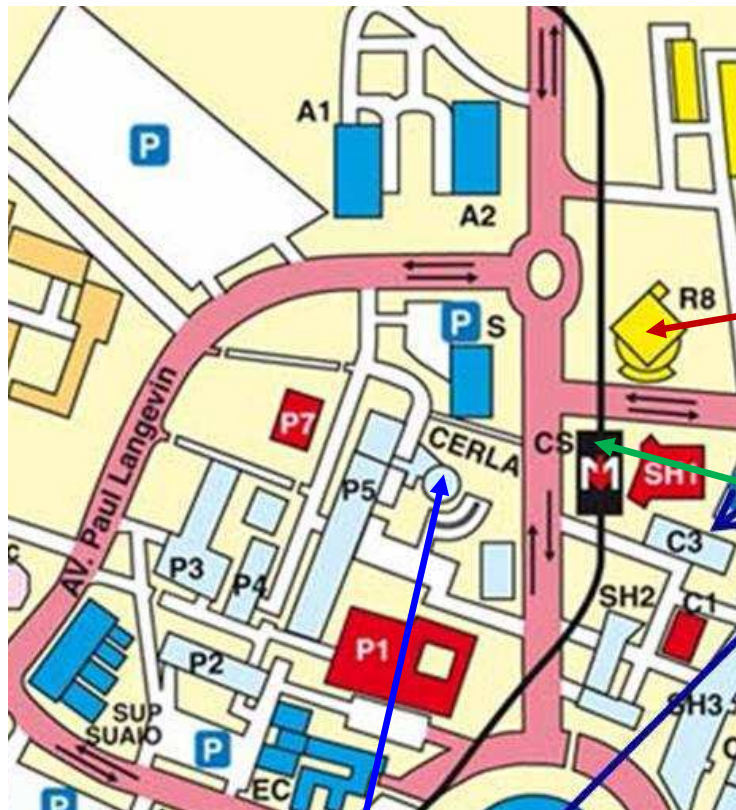 A1
P
A2
R8
P
S
P7
CERLA
CS
M
SH1
AV. Paul Langevin
P5
C3
P3
P4
SH2
C1
P1
P2
SH3
SUP
SUAIO
P
EC
P